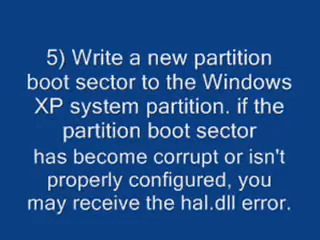 5) Write a new partition
boot sector to the Windows
XP system partition. if the
partition boot sector
has become corrupt or isn't
properly configured, you
may receive the hal.dll error.